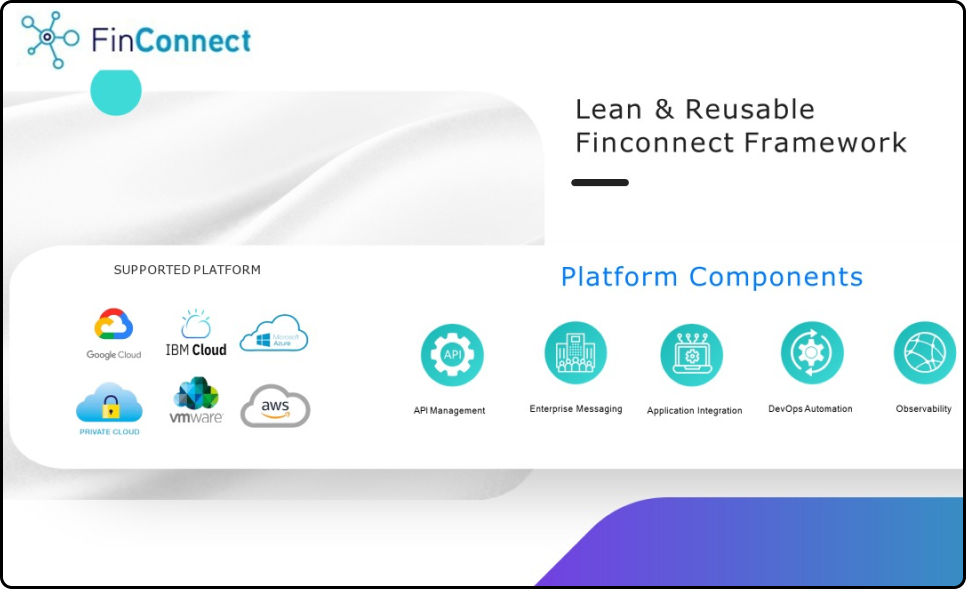 FinConnect
Lean & Reusable
Finconnect Framework
SUPPORTED PLATFORM
Platform Components
Google Cloud
IBM Cloud
Microsoft
Azure
PRIVATE CLOUD
vmware
aws
API
API Management
Enterprise Messaging
Application Integration
DevOps Automation
Observability